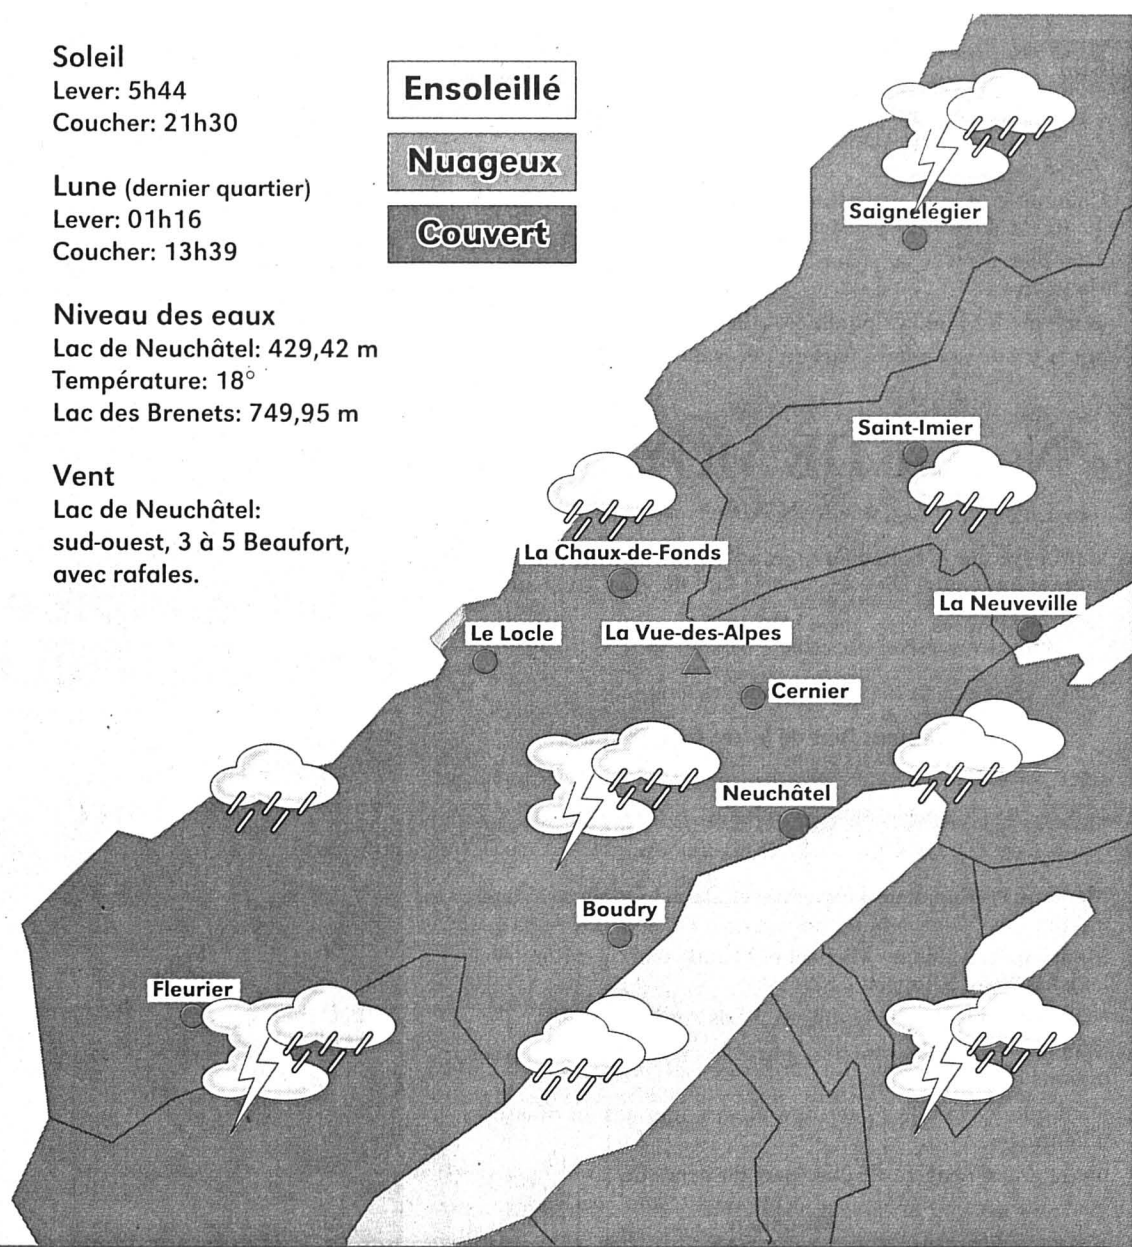 Soleil
Lever: 5h44
Coucher: 21h30
Lune (dernier quartier)
Lever: 01h16
Coucher: 13h39
Niveau des eaux
Lac de Neuchâtel: 429,42 m
Température: 18°
Lac des Brenets: 749,95 m
Vent
Lac de Neuchâtel:
sud-ouest, 3 à 5 Beaufort,
avec rafales.
Ensoleillé
Nuageux
Couvert
Saignelégier
Saint-Imier
La Chaux-de-Fonds
La Neuveville
Le Locle
La Vue-des-Alpes
Cernier
Neuchâtel
Boudry
Fleurier